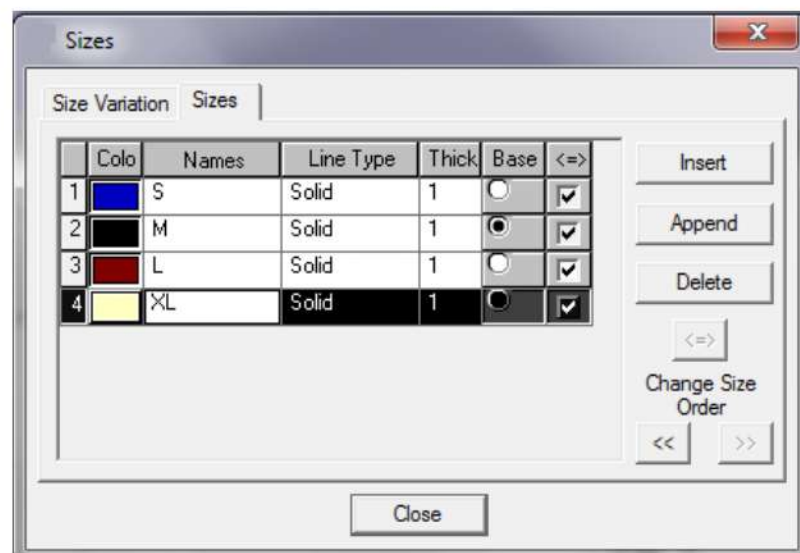 Sizes
Size Variation Sizes
Colo Names Line Type Thick Base <=>
1 S Solid 1
2 M Solid 1
3 L Solid 1
4 XL Solid 1
Insert
Append
Delete
<=>
Change Size
Order
<< >>
Close